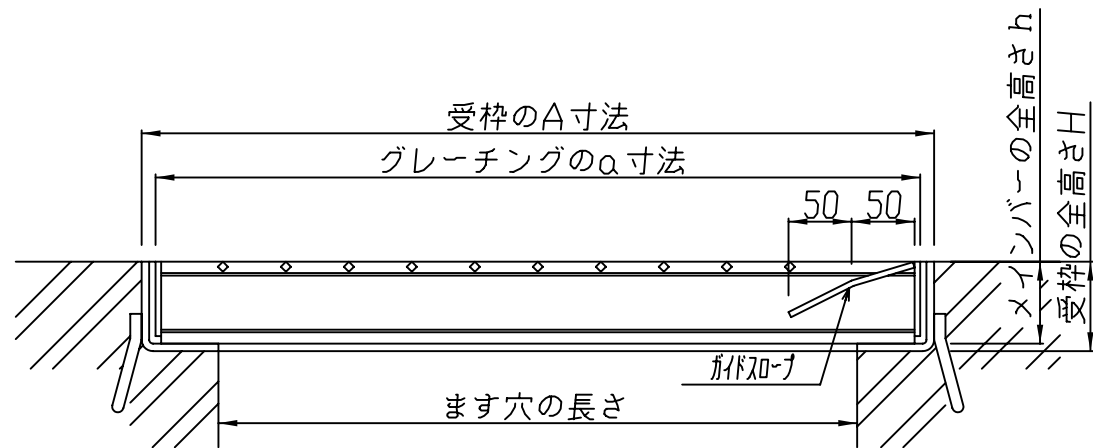 受枠のA寸法
グレーチングのa寸法
50
50
メインバーの全高さh
受枠の全高さH
ガイドスロープ
ます穴の長さ